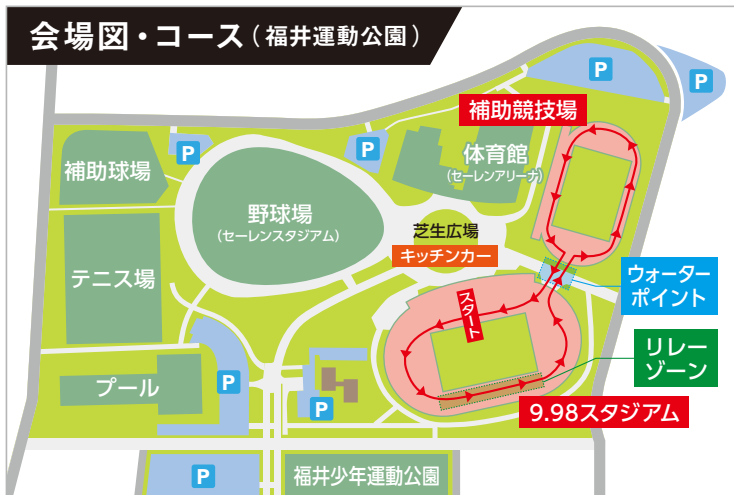 会場図・コース（福井運動公園）
P
P
補助競技場
P
P
体育館
（セーレンアリーナ）
補助球場
野球場
（セーレンスタジアム）
芝生広場
キッチンカー
テニス場
ウォーター
ポイント
スタート
リレー
ゾーン
プール
P
P
9.98スタジアム
P
福井少年運動公園